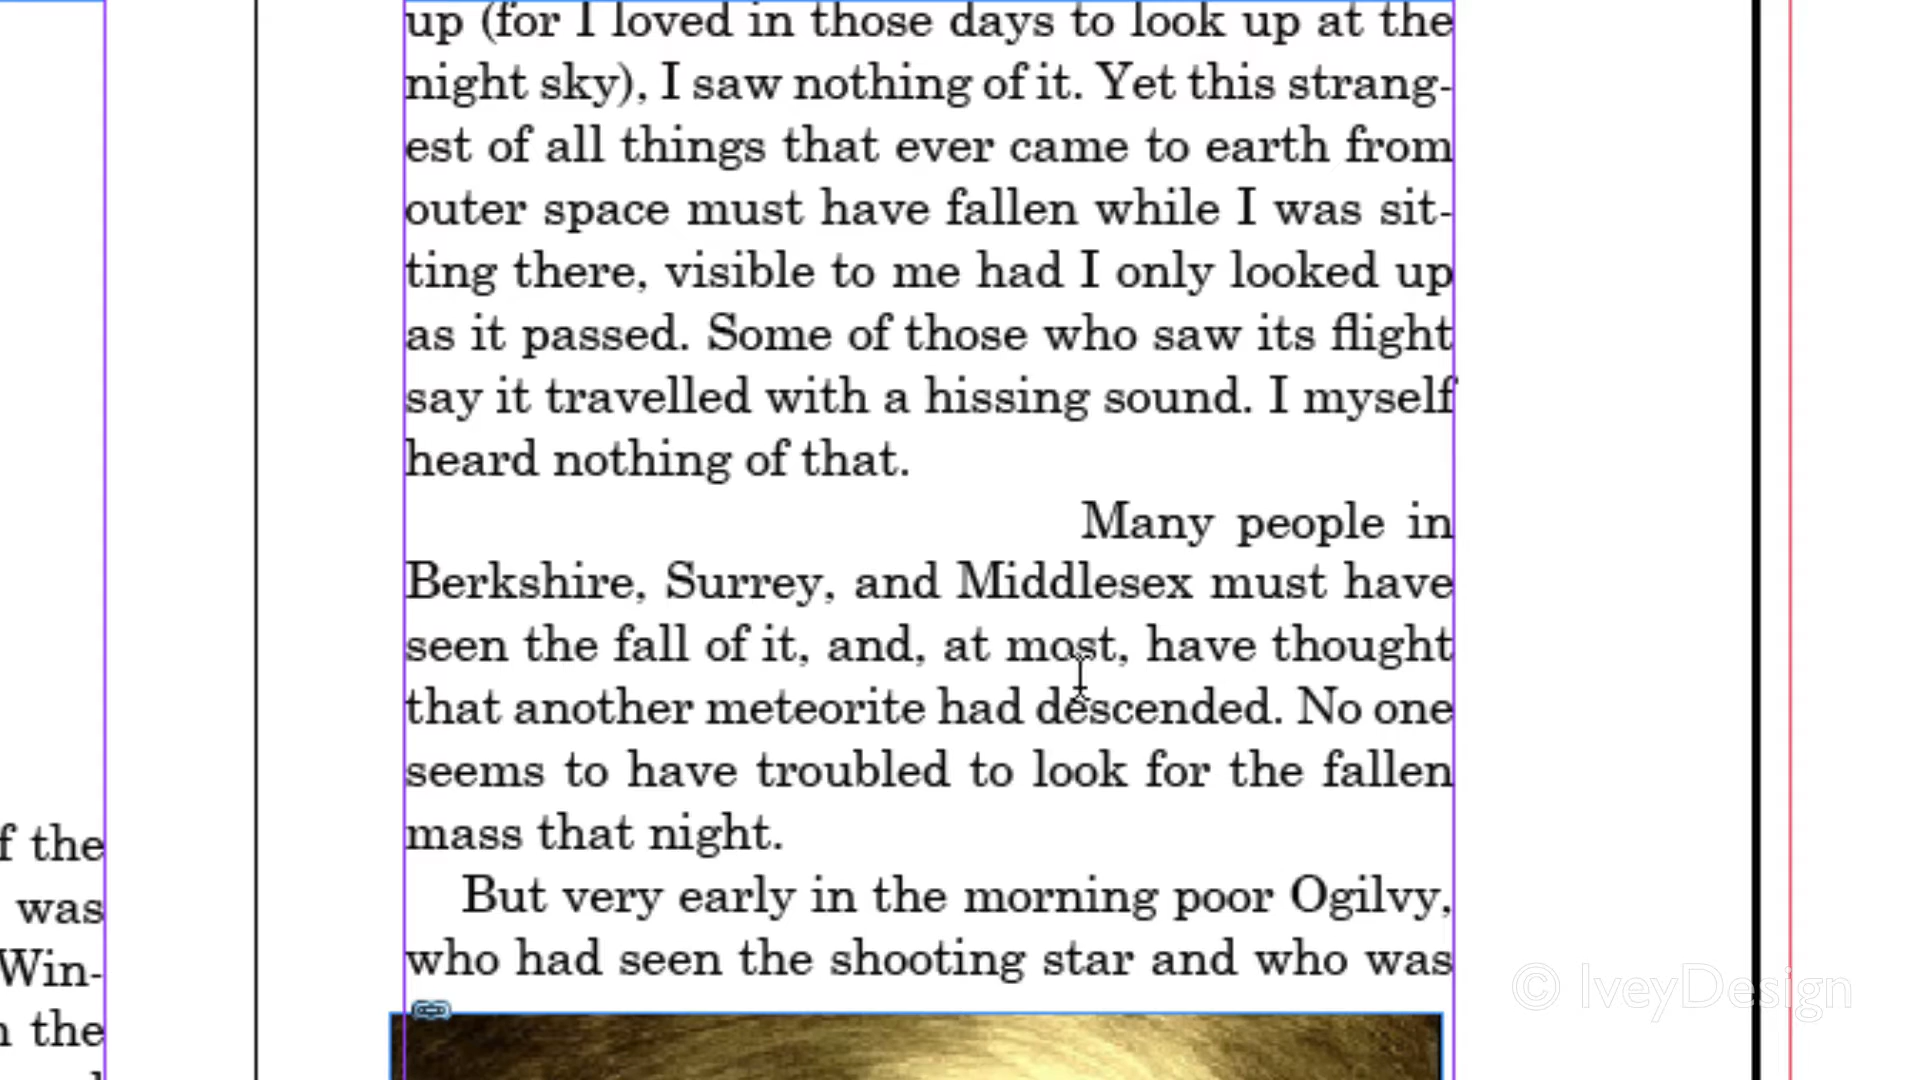 up (for I loved in those days to look up at the
night sky), I saw nothing of it. Yet this strang-
est of all things that ever came to earth from
outer space must have fallen while I was sit-
ting there, visible to me had I only looked up
as it passed. Some of those who saw its flight
say it travelled with a hissing sound. I myself
heard nothing of that.
Many people in
Berkshire, Surrey, and Middlesex must have
seen the fall of it, and, at most, have thought
that another meteorite had descended. No one
seems to have troubled to look for the fallen
mass that night.
But very early in the morning poor Ogilvy,
who had seen the shooting star and who was
f the
was
Win-
the
© IveyDesign